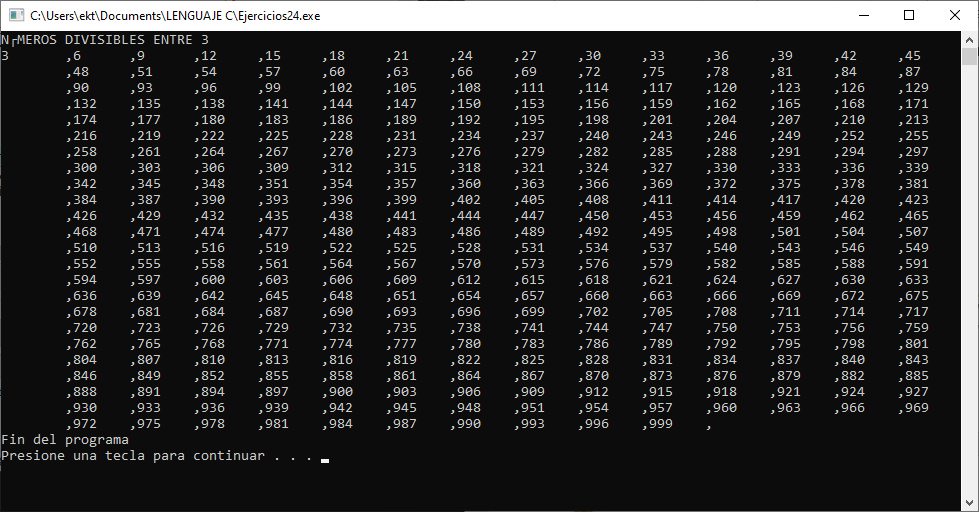 C:\Users\ekt\Documents\LENGUAJE C\Ejercicios24.exe
N┌MEROS DIVISIBLES ENTRE 3
3 ,6 ,9 ,12 ,15 ,18 ,21 ,24 ,27 ,30 ,33 ,36 ,39 ,42 ,45
,48 ,51 ,54 ,57 ,60 ,63 ,66 ,69 ,72 ,75 ,78 ,81 ,84 ,87
,90 ,93 ,96 ,99 ,102 ,105 ,108 ,111 ,114 ,117 ,120 ,123 ,126 ,129
,132 ,135 ,138 ,141 ,144 ,147 ,150 ,153 ,156 ,159 ,162 ,165 ,168 ,171
,174 ,177 ,180 ,183 ,186 ,189 ,192 ,195 ,198 ,201 ,204 ,207 ,210 ,213
,216 ,219 ,222 ,225 ,228 ,231 ,234 ,237 ,240 ,243 ,246 ,249 ,252 ,255
,258 ,261 ,264 ,267 ,270 ,273 ,276 ,279 ,282 ,285 ,288 ,291 ,294 ,297
,300 ,303 ,306 ,309 ,312 ,315 ,318 ,321 ,324 ,327 ,330 ,333 ,336 ,339
,342 ,345 ,348 ,351 ,354 ,357 ,360 ,363 ,366 ,369 ,372 ,375 ,378 ,381
,384 ,387 ,390 ,393 ,396 ,399 ,402 ,405 ,408 ,411 ,414 ,417 ,420 ,423
,426 ,429 ,432 ,435 ,438 ,441 ,444 ,447 ,450 ,453 ,456 ,459 ,462 ,465
,468 ,471 ,474 ,477 ,480 ,483 ,486 ,489 ,492 ,495 ,498 ,501 ,504 ,507
,510 ,513 ,516 ,519 ,522 ,525 ,528 ,531 ,534 ,537 ,540 ,543 ,546 ,549
,552 ,555 ,558 ,561 ,564 ,567 ,570 ,573 ,576 ,579 ,582 ,585 ,588 ,591
,594 ,597 ,600 ,603 ,606 ,609 ,612 ,615 ,618 ,621 ,624 ,627 ,630 ,633
,636 ,639 ,642 ,645 ,648 ,651 ,654 ,657 ,660 ,663 ,666 ,669 ,672 ,675
,678 ,681 ,684 ,687 ,690 ,693 ,696 ,699 ,702 ,705 ,708 ,711 ,714 ,717
,720 ,723 ,726 ,729 ,732 ,735 ,738 ,741 ,744 ,747 ,750 ,753 ,756 ,759
,762 ,765 ,768 ,771 ,774 ,777 ,780 ,783 ,786 ,789 ,792 ,795 ,798 ,801
,804 ,807 ,810 ,813 ,816 ,819 ,822 ,825 ,828 ,831 ,834 ,837 ,840 ,843
,846 ,849 ,852 ,855 ,858 ,861 ,864 ,867 ,870 ,873 ,876 ,879 ,882 ,885
,888 ,891 ,894 ,897 ,900 ,903 ,906 ,909 ,912 ,915 ,918 ,921 ,924 ,927
,930 ,933 ,936 ,939 ,942 ,945 ,948 ,951 ,954 ,957 ,960 ,963 ,966 ,969
,972 ,975 ,978 ,981 ,984 ,987 ,990 ,993 ,996 ,999 ,
Fin del programa
Presione una tecla para continuar . . .